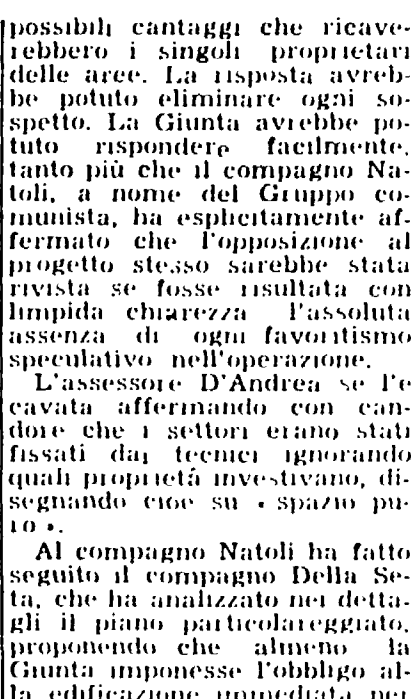 possibili cantaggi che ricave-
rebbero i singoli proprietari
delle aree. La risposta avreb-
be potuto eliminare ogni so-
spetto. La Giunta avrebbe po-
tuto rispondere facilmente,
tanto più che il compagno Na-
toli, a nome del Gruppo co-
munista, ha esplicitamente af-
fermato che l'opposizione al
progetto stesso sarebbe stata
rivista se fosse risultata con
limpida chiarezza l'assoluta
assenza di ogni favoritismo
speculativo nell'operazione.
L'assessore D'Andrea se l'è
cavata affermando con can-
dore che i settori erano stati
fissati dai tecnici ignorando
quali proprietà investivano, di-
segnando cioè su « spazio pu-
ro ».
Al compagno Natoli ha fatto
seguito il compagno Della Se-
ta, che ha analizzato nei detta-
gli il piano particolareggiato,
proponendo che almeno la
Giunta imponesse l'obbligo al-
la edificazione immediata nei